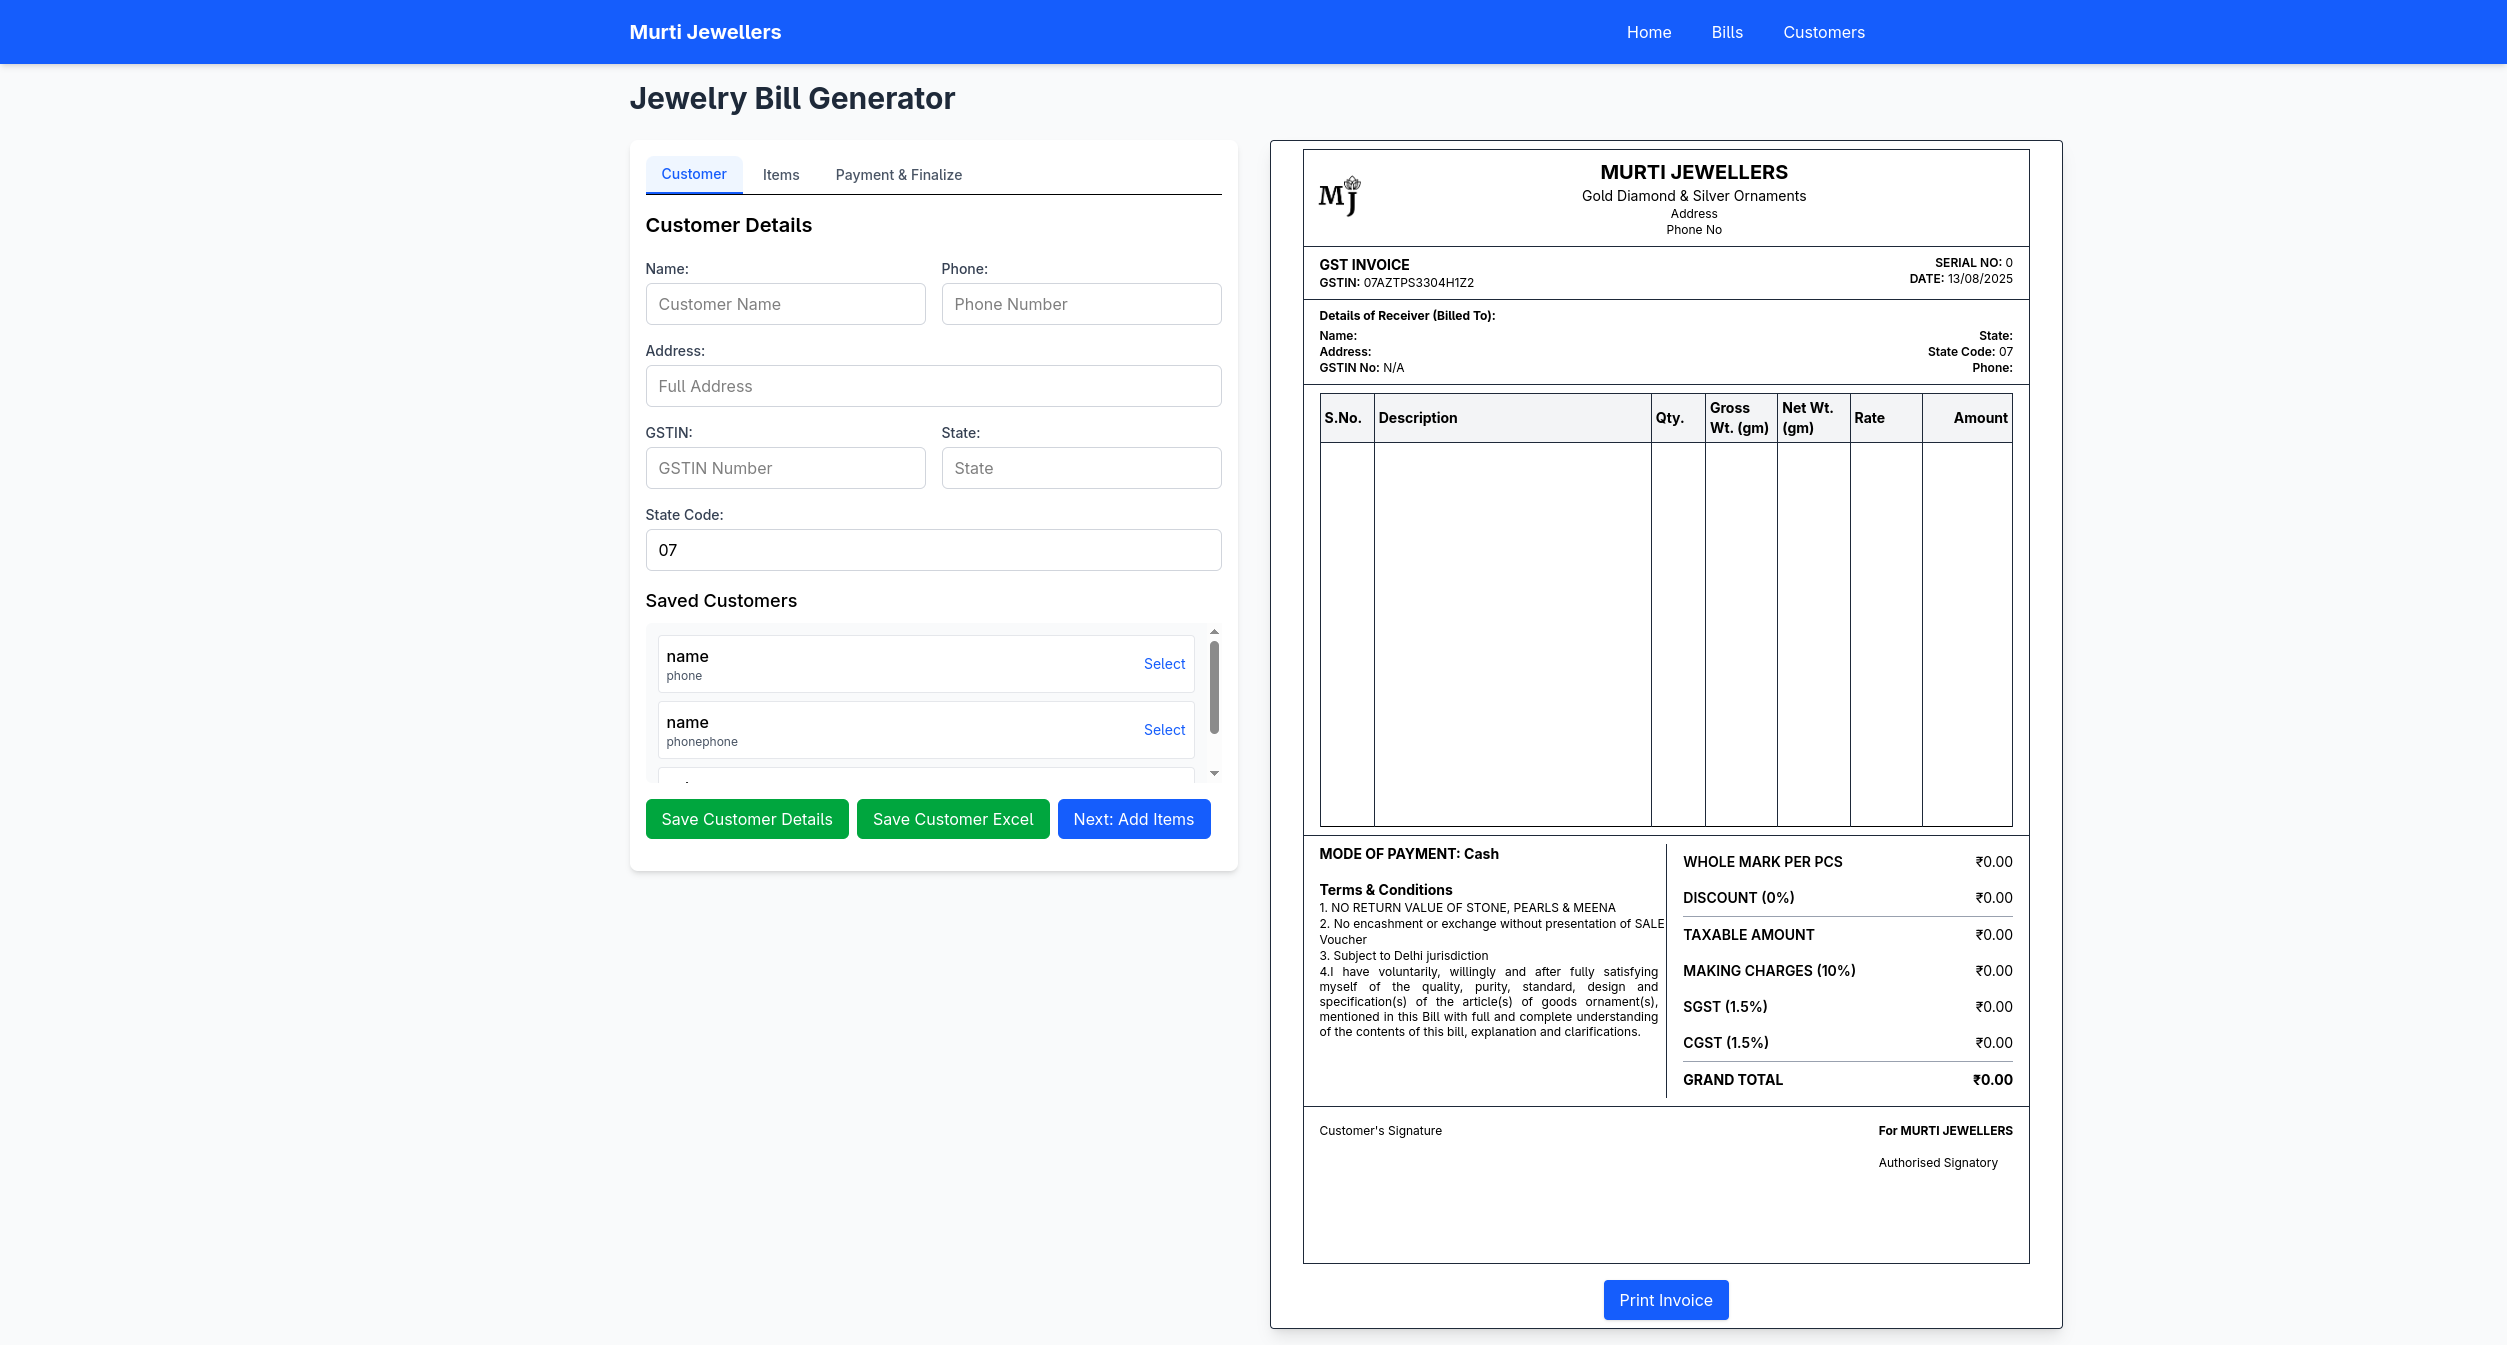 Murti Jewellers
Home Bills Customers
Jewelry Bill Generator
Customer Items Payment & Finalize
Customer Details
Name: Phone:
Customer Name Phone Number
Address:
Full Address
GSTIN: State:
GSTIN Number State
State Code:
07
Saved Customers
name
phone
Select
name
phonephone
Select
Save Customer Details Save Customer Excel Next: Add Items
MJ
MURTI JEWELLERS
Gold Diamond & Silver Ornaments
Address
Phone No
GST INVOICE
GSTIN: 07AZTPS3304H1Z2
SERIAL NO: 0
DATE: 13/08/2025
Details of Receiver (Billed To):
Name:
Address:
GSTIN No: N/A
State:
State Code: 07
Phone:
S.No. Description Qty. Gross Wt. (gm) Net Wt. (gm) Rate Amount
MODE OF PAYMENT: Cash
Terms & Conditions
1. NO RETURN VALUE OF STONE, PEARLS & MEENA
2. No encashment or exchange without presentation of SALE
Voucher
3. Subject to Delhi jurisdiction
4.I have voluntarily, willingly and after fully satisfying
myself of the quality, purity, standard, design and
specification(s) of the article(s) of goods ornament(s),
mentioned in this Bill with full and complete understanding
of the contents of this bill, explanation and clarifications.
WHOLE MARK PER PCS ₹0.00
DISCOUNT (0%) ₹0.00
TAXABLE AMOUNT ₹0.00
MAKING CHARGES (10%) ₹0.00
SGST (1.5%) ₹0.00
CGST (1.5%) ₹0.00
GRAND TOTAL ₹0.00
Customer's Signature
For MURTI JEWELLERS
Authorised Signatory
Print Invoice